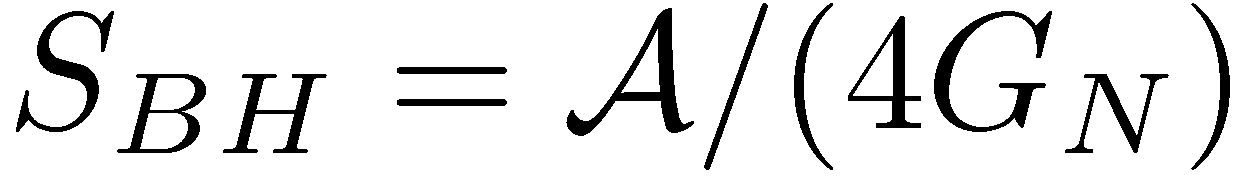 $S_{BH} = \mathcal{A}/(4G_N)$